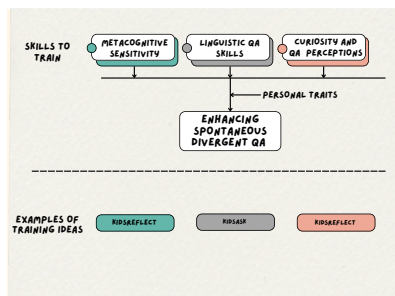 SKILLS TO
TRAIN
METACOGNITIVE
SENSITIVITY
LINGUISTIC QA
SKILLS
CURIOSITY AND
QA PERCEPTIONS
PERSONAL TRAITS
ENHANCING
SPONTANEOUS
DIVERGENT QA
EXAMPLES OF
TRAINING IDEAS
KIDSREFLECT
KIDSASK
KIDSREFLECT